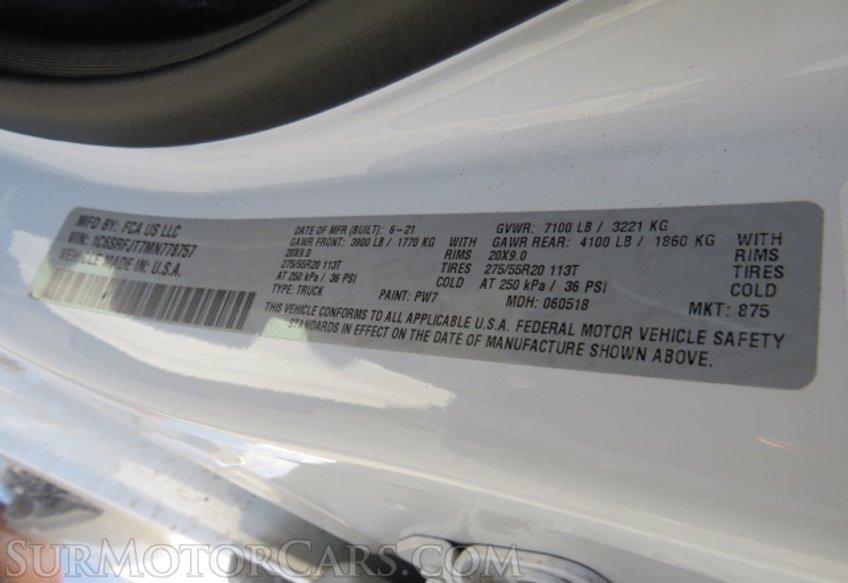 MFD BY: FCA US LLC
VIN: 1C6SRFJT7MN778757
VEHICLE MADE IN: U.S.A.
DATE OF MFR (BUILT): 6-21
GAWR FRONT: 3900 LB / 1770 KG WITH
20X9.0 RIMS
275/55R20 113T TIRES
AT 250 kPa / 36 PSI COLD
TYPE: TRUCK PAINT: PW7
GVWR: 7100 LB / 3221 KG
GAWR REAR: 4100 LB / 1860 KG WITH
20X9.0 RIMS
275/55R20 113T TIRES
AT 250 kPa / 36 PSI COLD
MDH: 060518 MKT: 875
THIS VEHICLE CONFORMS TO ALL APPLICABLE U.S.A. FEDERAL MOTOR VEHICLE SAFETY
STANDARDS IN EFFECT ON THE DATE OF MANUFACTURE SHOWN ABOVE.
SURMOTORCARS.COM